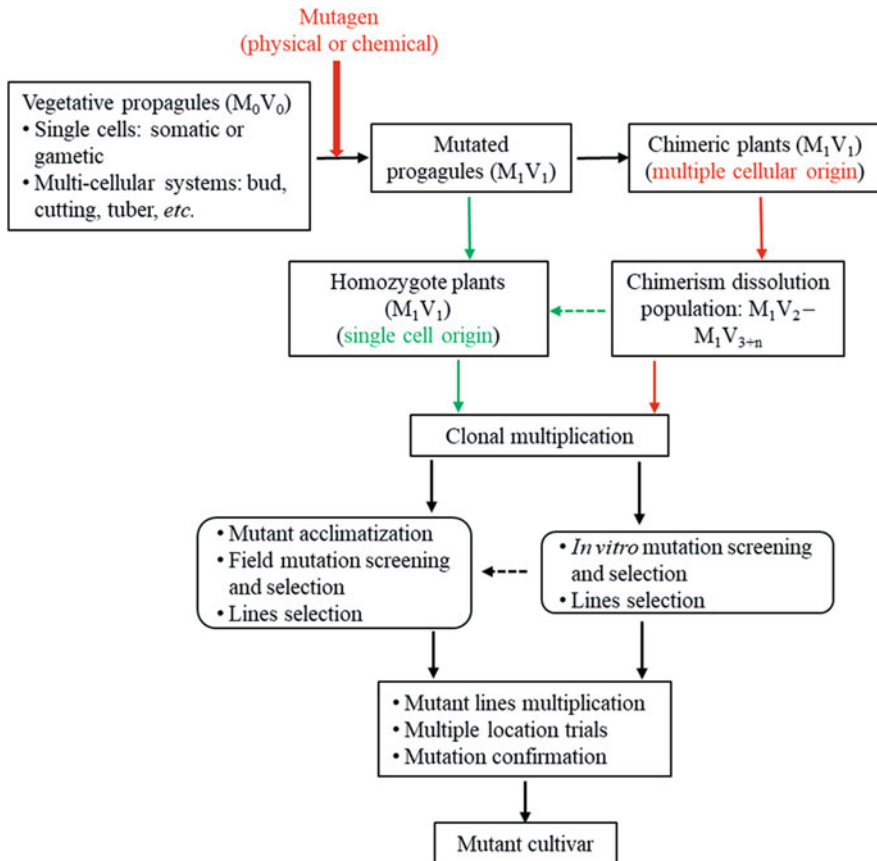 Mutagen
(physical or chemical)
Vegetative propagules (M₀V₀)
• Single cells: somatic or
gametic
• Multi-cellular systems: bud,
cutting, tuber, etc.
Mutated
progagules (M₁V₁)
Chimeric plants (M₁V₁)
(multiple cellular origin)
Homozygote plants
(M₁V₁)
(single cell origin)
Chimerism dissolution
population: M₁V₂–
M₁V₃₊ₙ
Clonal multiplication
• Mutant acclimatization
• Field mutation screening
and selection
• Lines selection
• In vitro mutation screening
and selection
• Lines selection
• Mutant lines multiplication
• Multiple location trials
• Mutation confirmation
Mutant cultivar